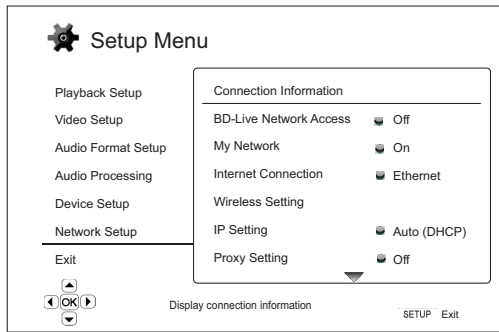 Setup Menu
Playback Setup
Video Setup
Audio Format Setup
Audio Processing
Device Setup
Network Setup
Exit
Connection Information
BD-Live Network Access Off
My Network On
Internet Connection Ethernet
Wireless Setting
IP Setting Auto (DHCP)
Proxy Setting Off
OK
Display connection information
SETUP Exit